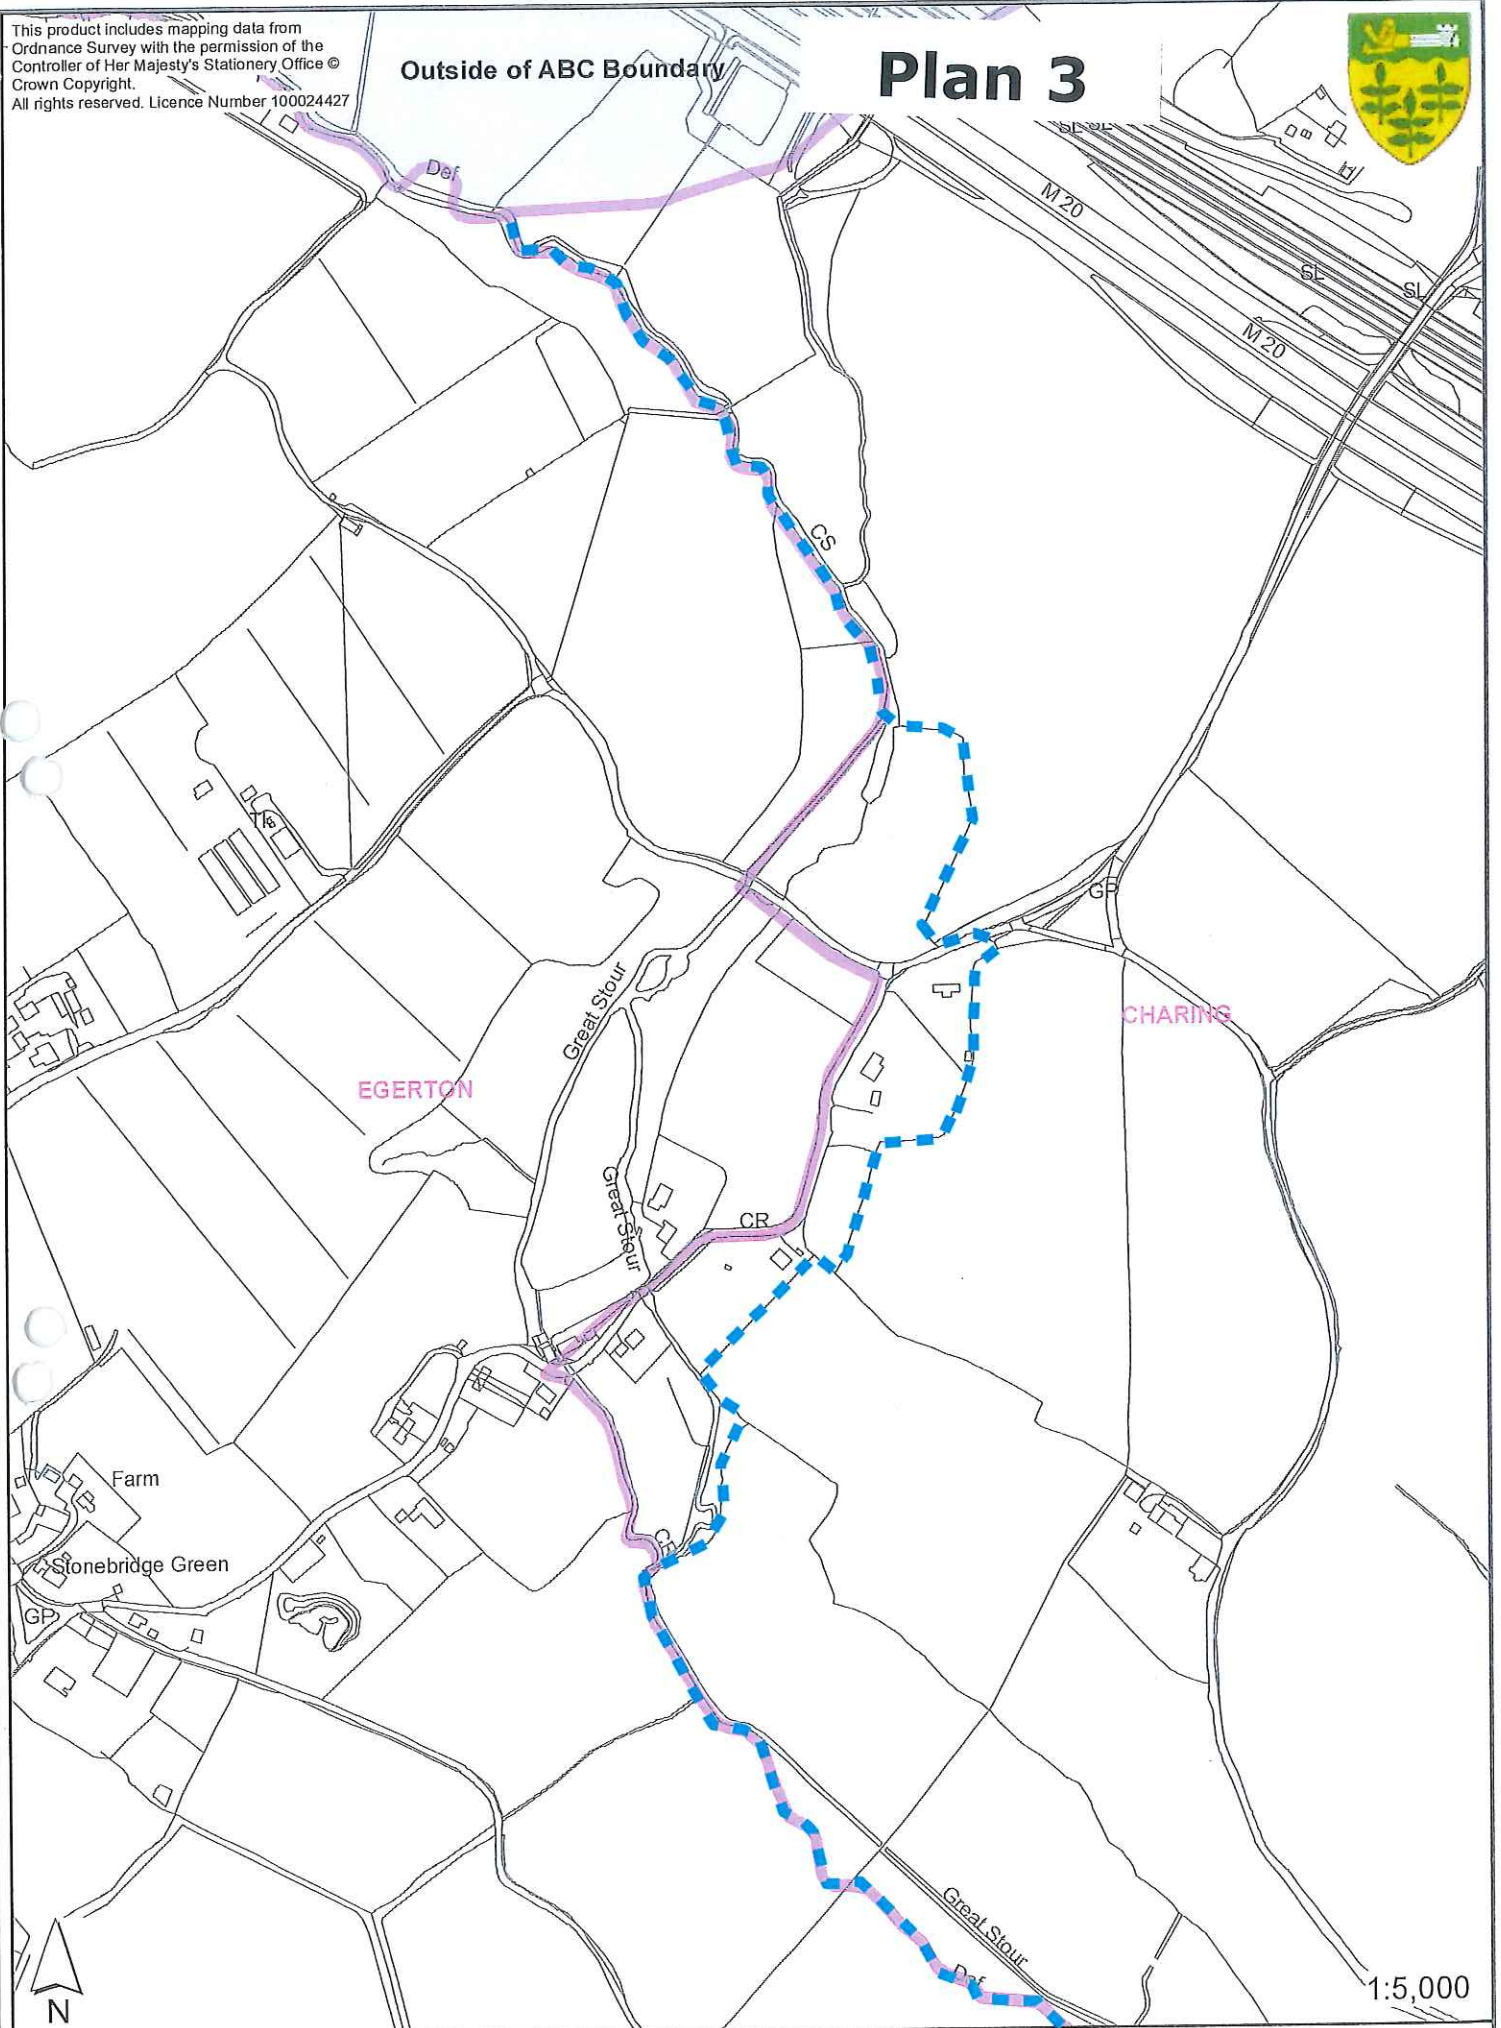 This product includes mapping data from
Ordnance Survey with the permission of the
Controller of Her Majesty's Stationery Office ©
Crown Copyright.
All rights reserved. Licence Number 100024427
Outside of ABC Boundary
Plan 3
SL SL
Def
M 20
SL
SL
M 20
CS
GP
Great Stour
CHARING
EGERTON
Great Stour
CR
Farm
Stonebridge Green
GP
Great Stour
Def
1:5,000
N